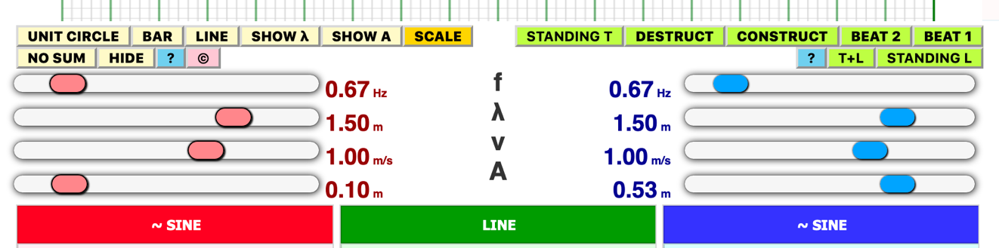 UNIT CIRCLE BAR LINE SHOW λ SHOW A SCALE STANDING T DESTRUCT CONSTRUCT BEAT 2 BEAT 1
NO SUM HIDE ? © ? T+L STANDING L
0.67 Hz f 0.67 Hz
1.50 m λ 1.50 m
1.00 m/s v 1.00 m/s
0.10 m A 0.53 m
~ SINE LINE ~ SINE